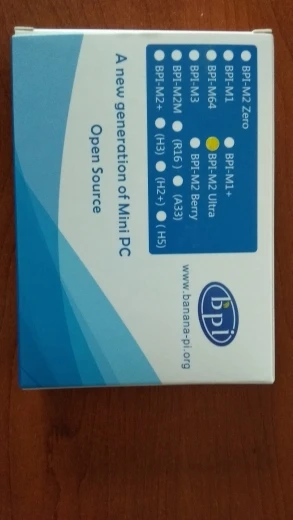 bpi
www.banana-pi.org
BPI-M2 Zero
BPI-M1 BPI-M1+
BPI-M64 BPI-M2 Ultra
BPI-M3 BPI-M2 Berry
BPI-M2M (R16) (A33)
BPI-M2+ (H3) (H2+) (H5)
A new generation of Mini PC
Open Source